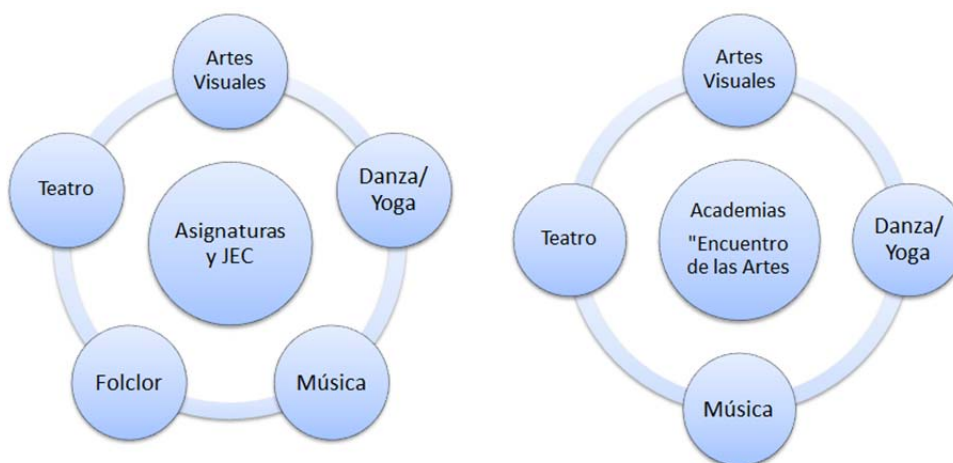 Artes
Visuales
Danza/
Yoga
Música
Folclor
Teatro
Asignaturas
y JEC
Artes
Visuales
Danza/
Yoga
Música
Teatro
Academias
"Encuentro
de las Artes